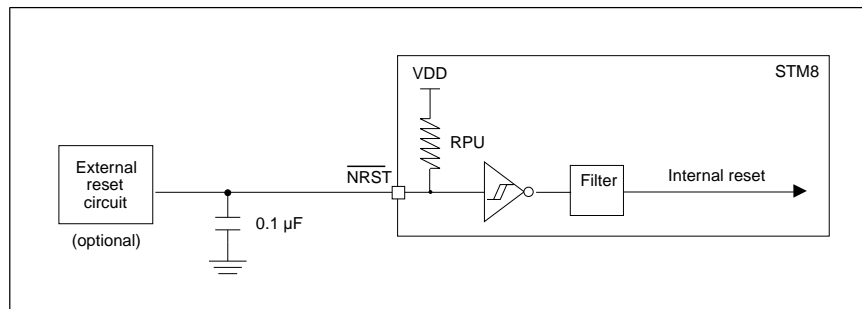 STM8
VDD
RPU
External
reset
circuit
(optional)
NRST
0.1 µF
Filter
Internal reset